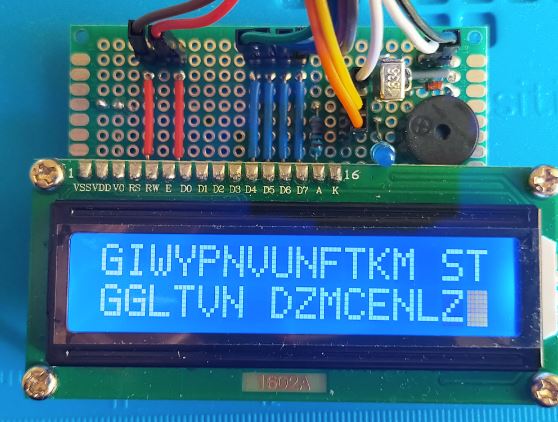 1 16
VSS VDD V0 RS RW E D0 D1 D2 D3 D4 D5 D6 D7 A K
GIWYPNVUNFTKM ST
GGLTVN DZMCENLZ
1602A